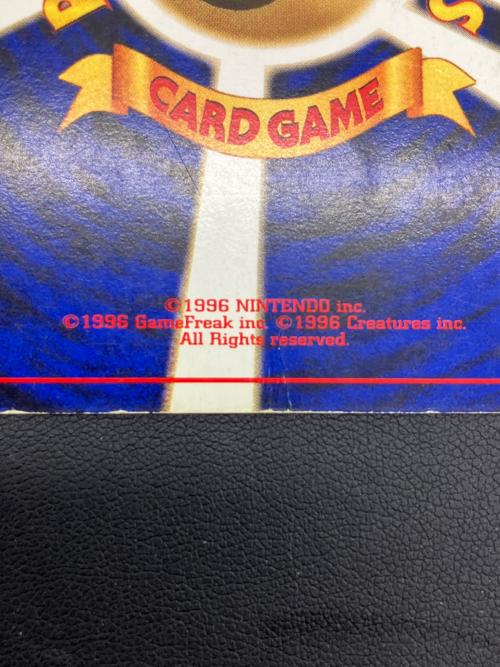 CARD GAME
©1996 NINTENDO inc.
©1996 GameFreak inc. ©1996 Creatures inc.
All Rights reserved.